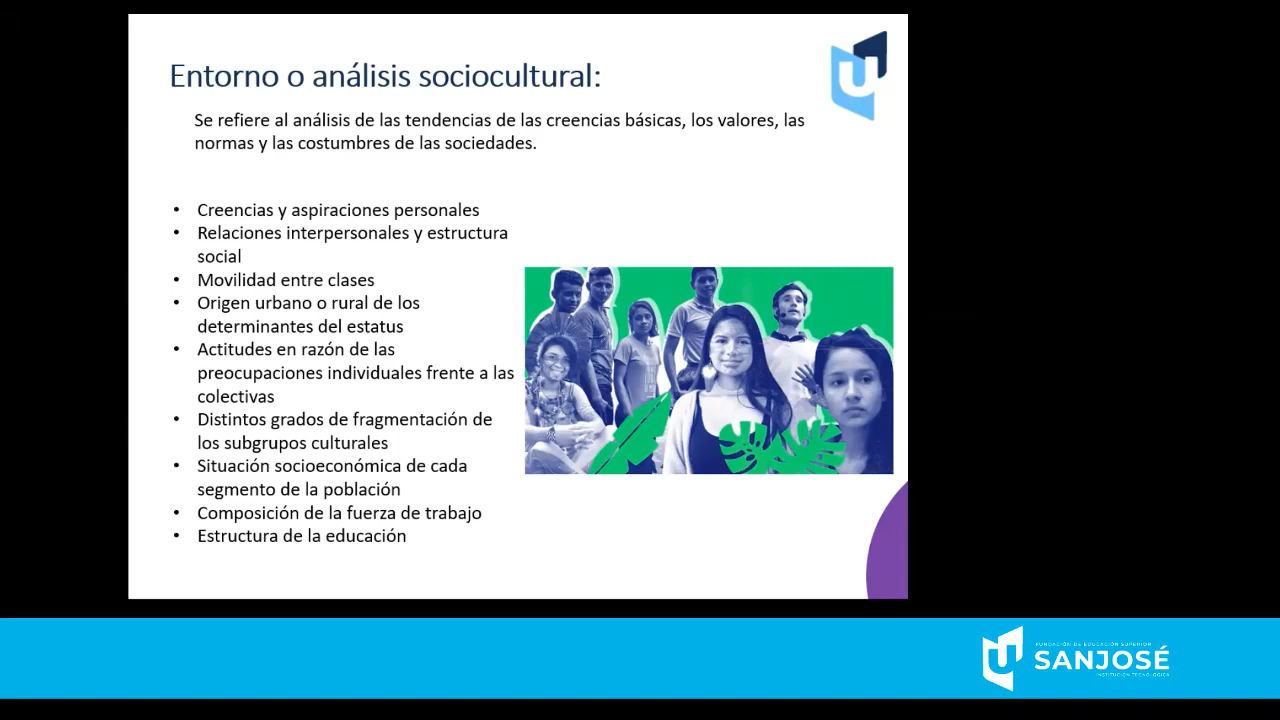 Entorno o análisis sociocultural:
Se refiere al análisis de las tendencias de las creencias básicas, los valores, las
normas y las costumbres de las sociedades.
• Creencias y aspiraciones personales
• Relaciones interpersonales y estructura
social
• Movilidad entre clases
• Origen urbano o rural de los
determinantes del estatus
• Actitudes en razón de las
preocupaciones individuales frente a las
colectivas
• Distintos grados de fragmentación de
los subgrupos culturales
• Situación socioeconómica de cada
segmento de la población
• Composición de la fuerza de trabajo
• Estructura de la educación
FUNDACIÓN DE EDUCACIÓN SUPERIOR
SANJOSÉ
INSTITUCIÓN TECNOLÓGICA